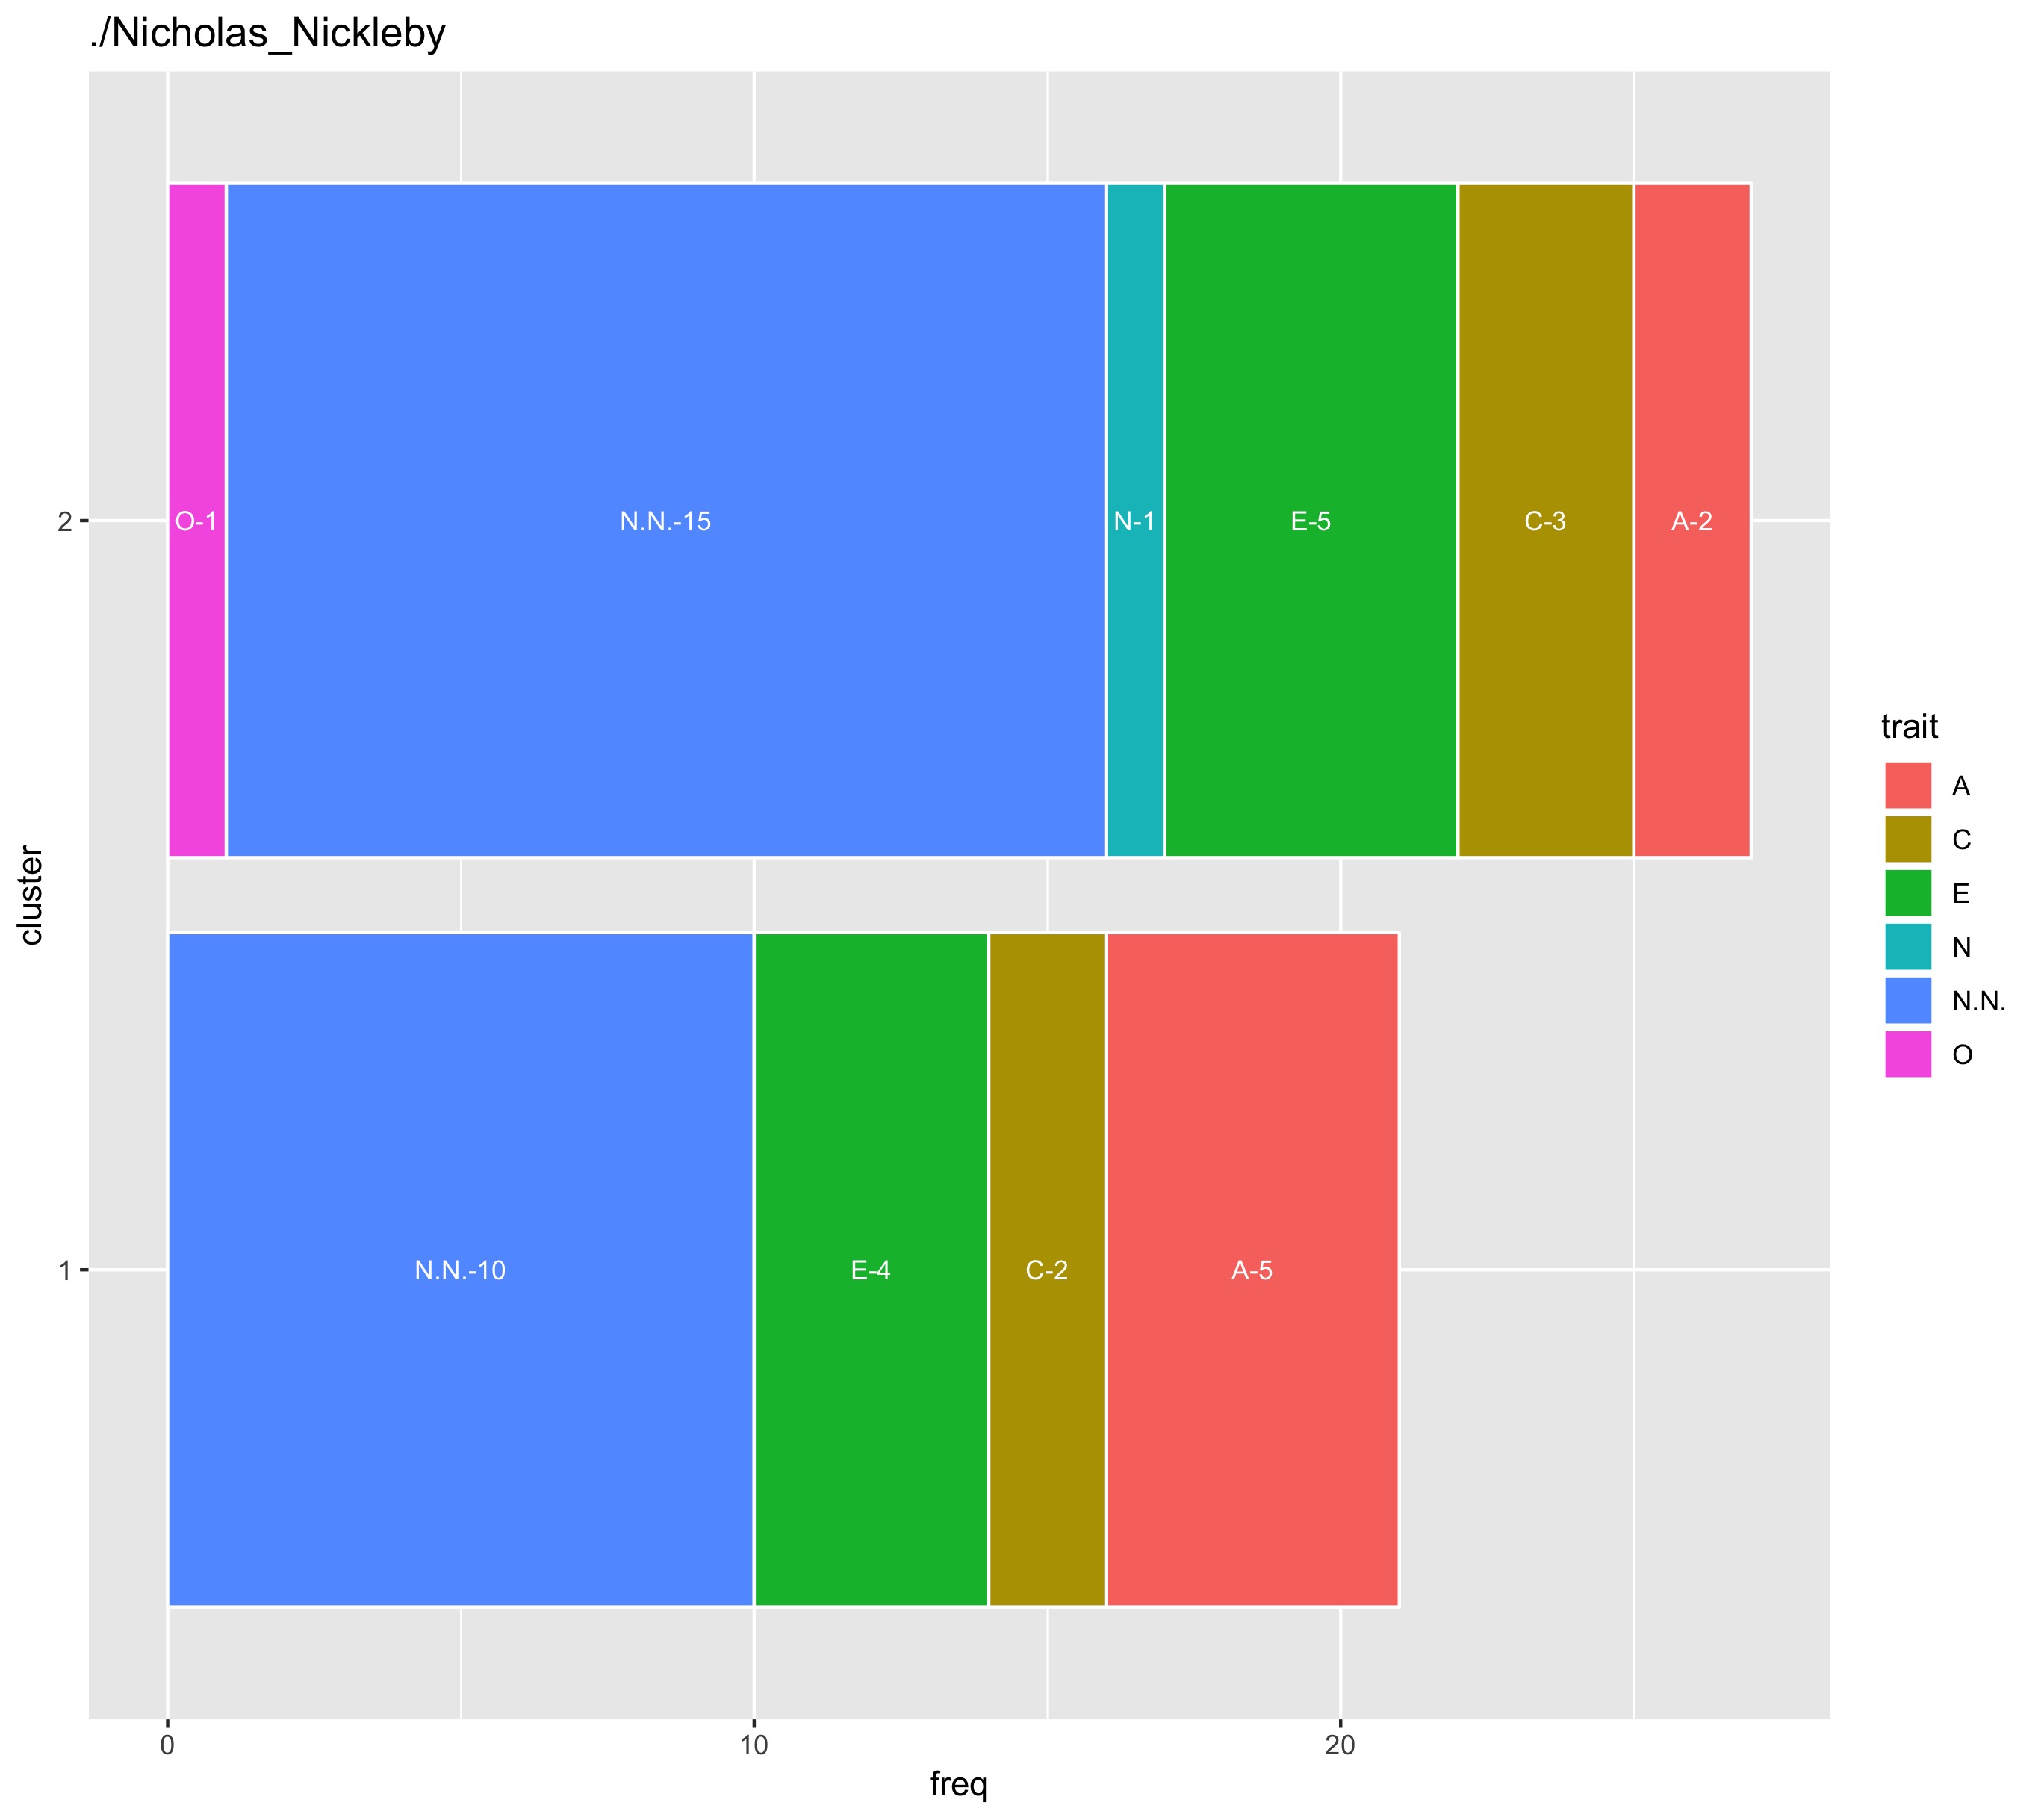 ./Nicholas_Nickleby
cluster
2
O-1 N.N.-15 N-1 E-5 C-3 A-2
1
N.N.-10 E-4 C-2 A-5
0 10 20
freq
trait
A
C
E
N
N.N.
O